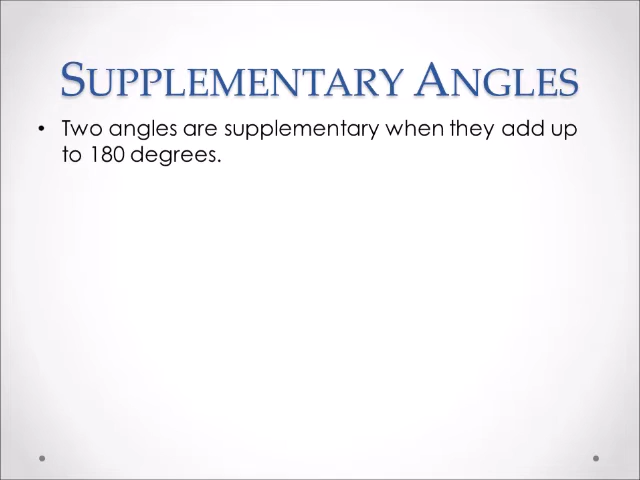 SUPPLEMENTARY ANGLES
• Two angles are supplementary when they add up
to 180 degrees.